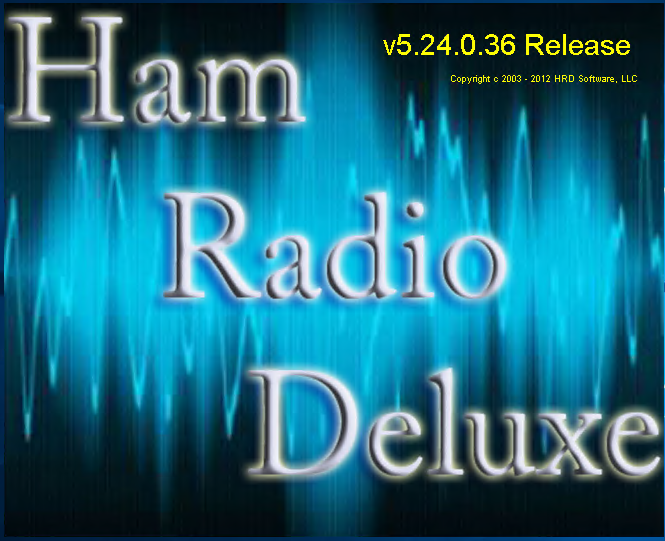 Ham
v5.24.0.36 Release
Copyright c 2003 - 2012 HRD Software, LLC
Radio
Deluxe